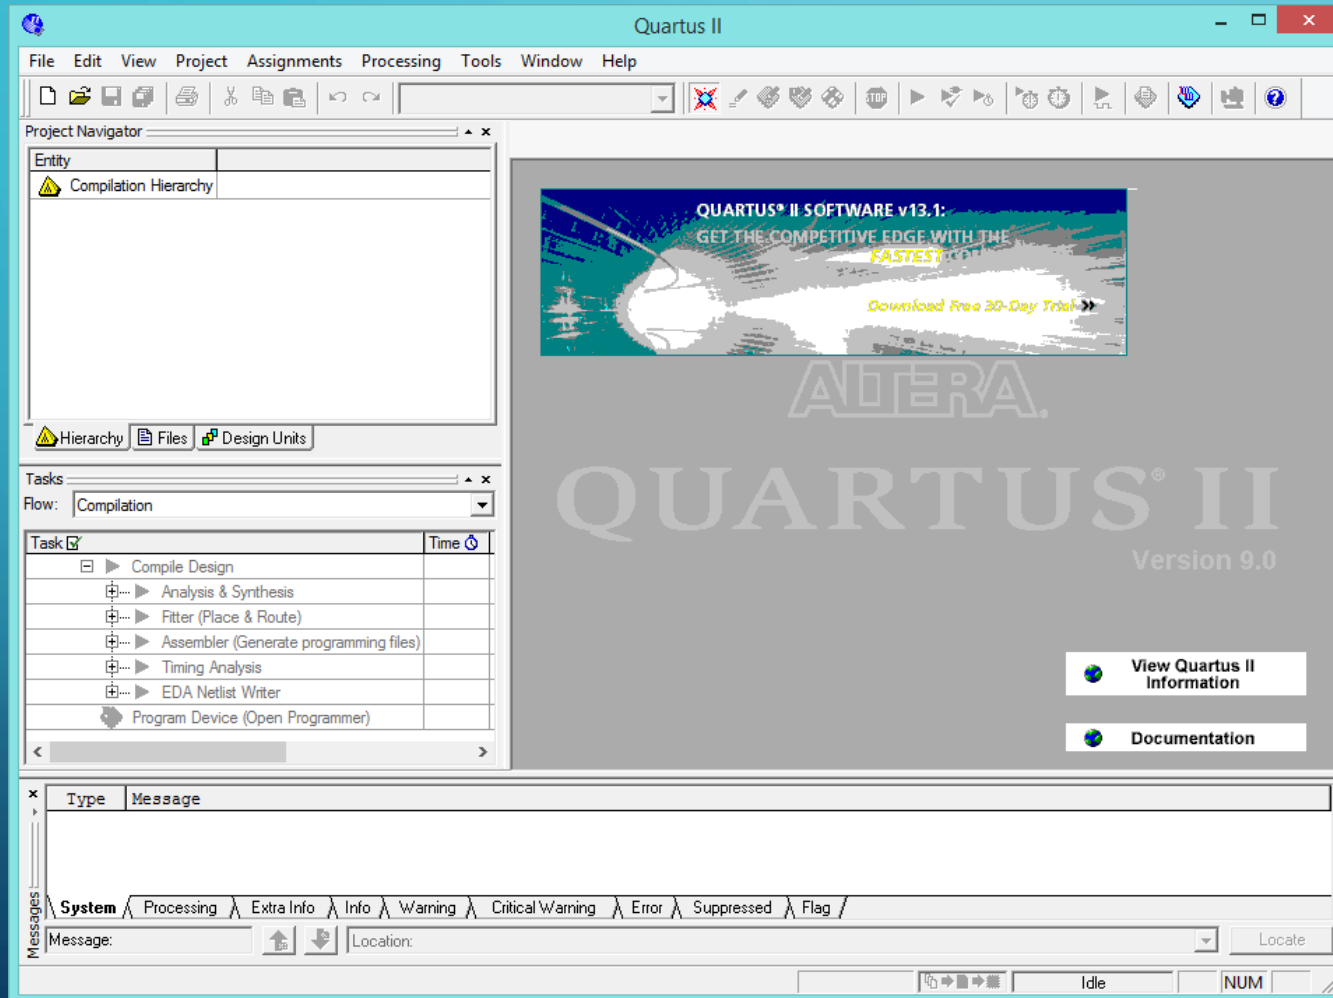 Quartus II
File Edit View Project Assignments Processing Tools Window Help
STOP
Project Navigator
Entity
Compilation Hierarchy
Hierarchy Files Design Units
Tasks
Flow: Compilation
Task Time
Compile Design
Analysis & Synthesis
Fitter (Place & Route)
Assembler (Generate programming files)
Timing Analysis
EDA Netlist Writer
Program Device (Open Programmer)
QUARTUS® II SOFTWARE v13.1:
GET THE COMPETITIVE EDGE WITH THE
FASTEST
Download Free 30-Day Trial
ALTERA.
QUARTUS® II
Version 9.0
View Quartus II
Information
Documentation
Type Message
System Processing Extra Info Info Warning Critical Warning Error Suppressed Flag
Messages
Message: Location: Locate
Idle NUM